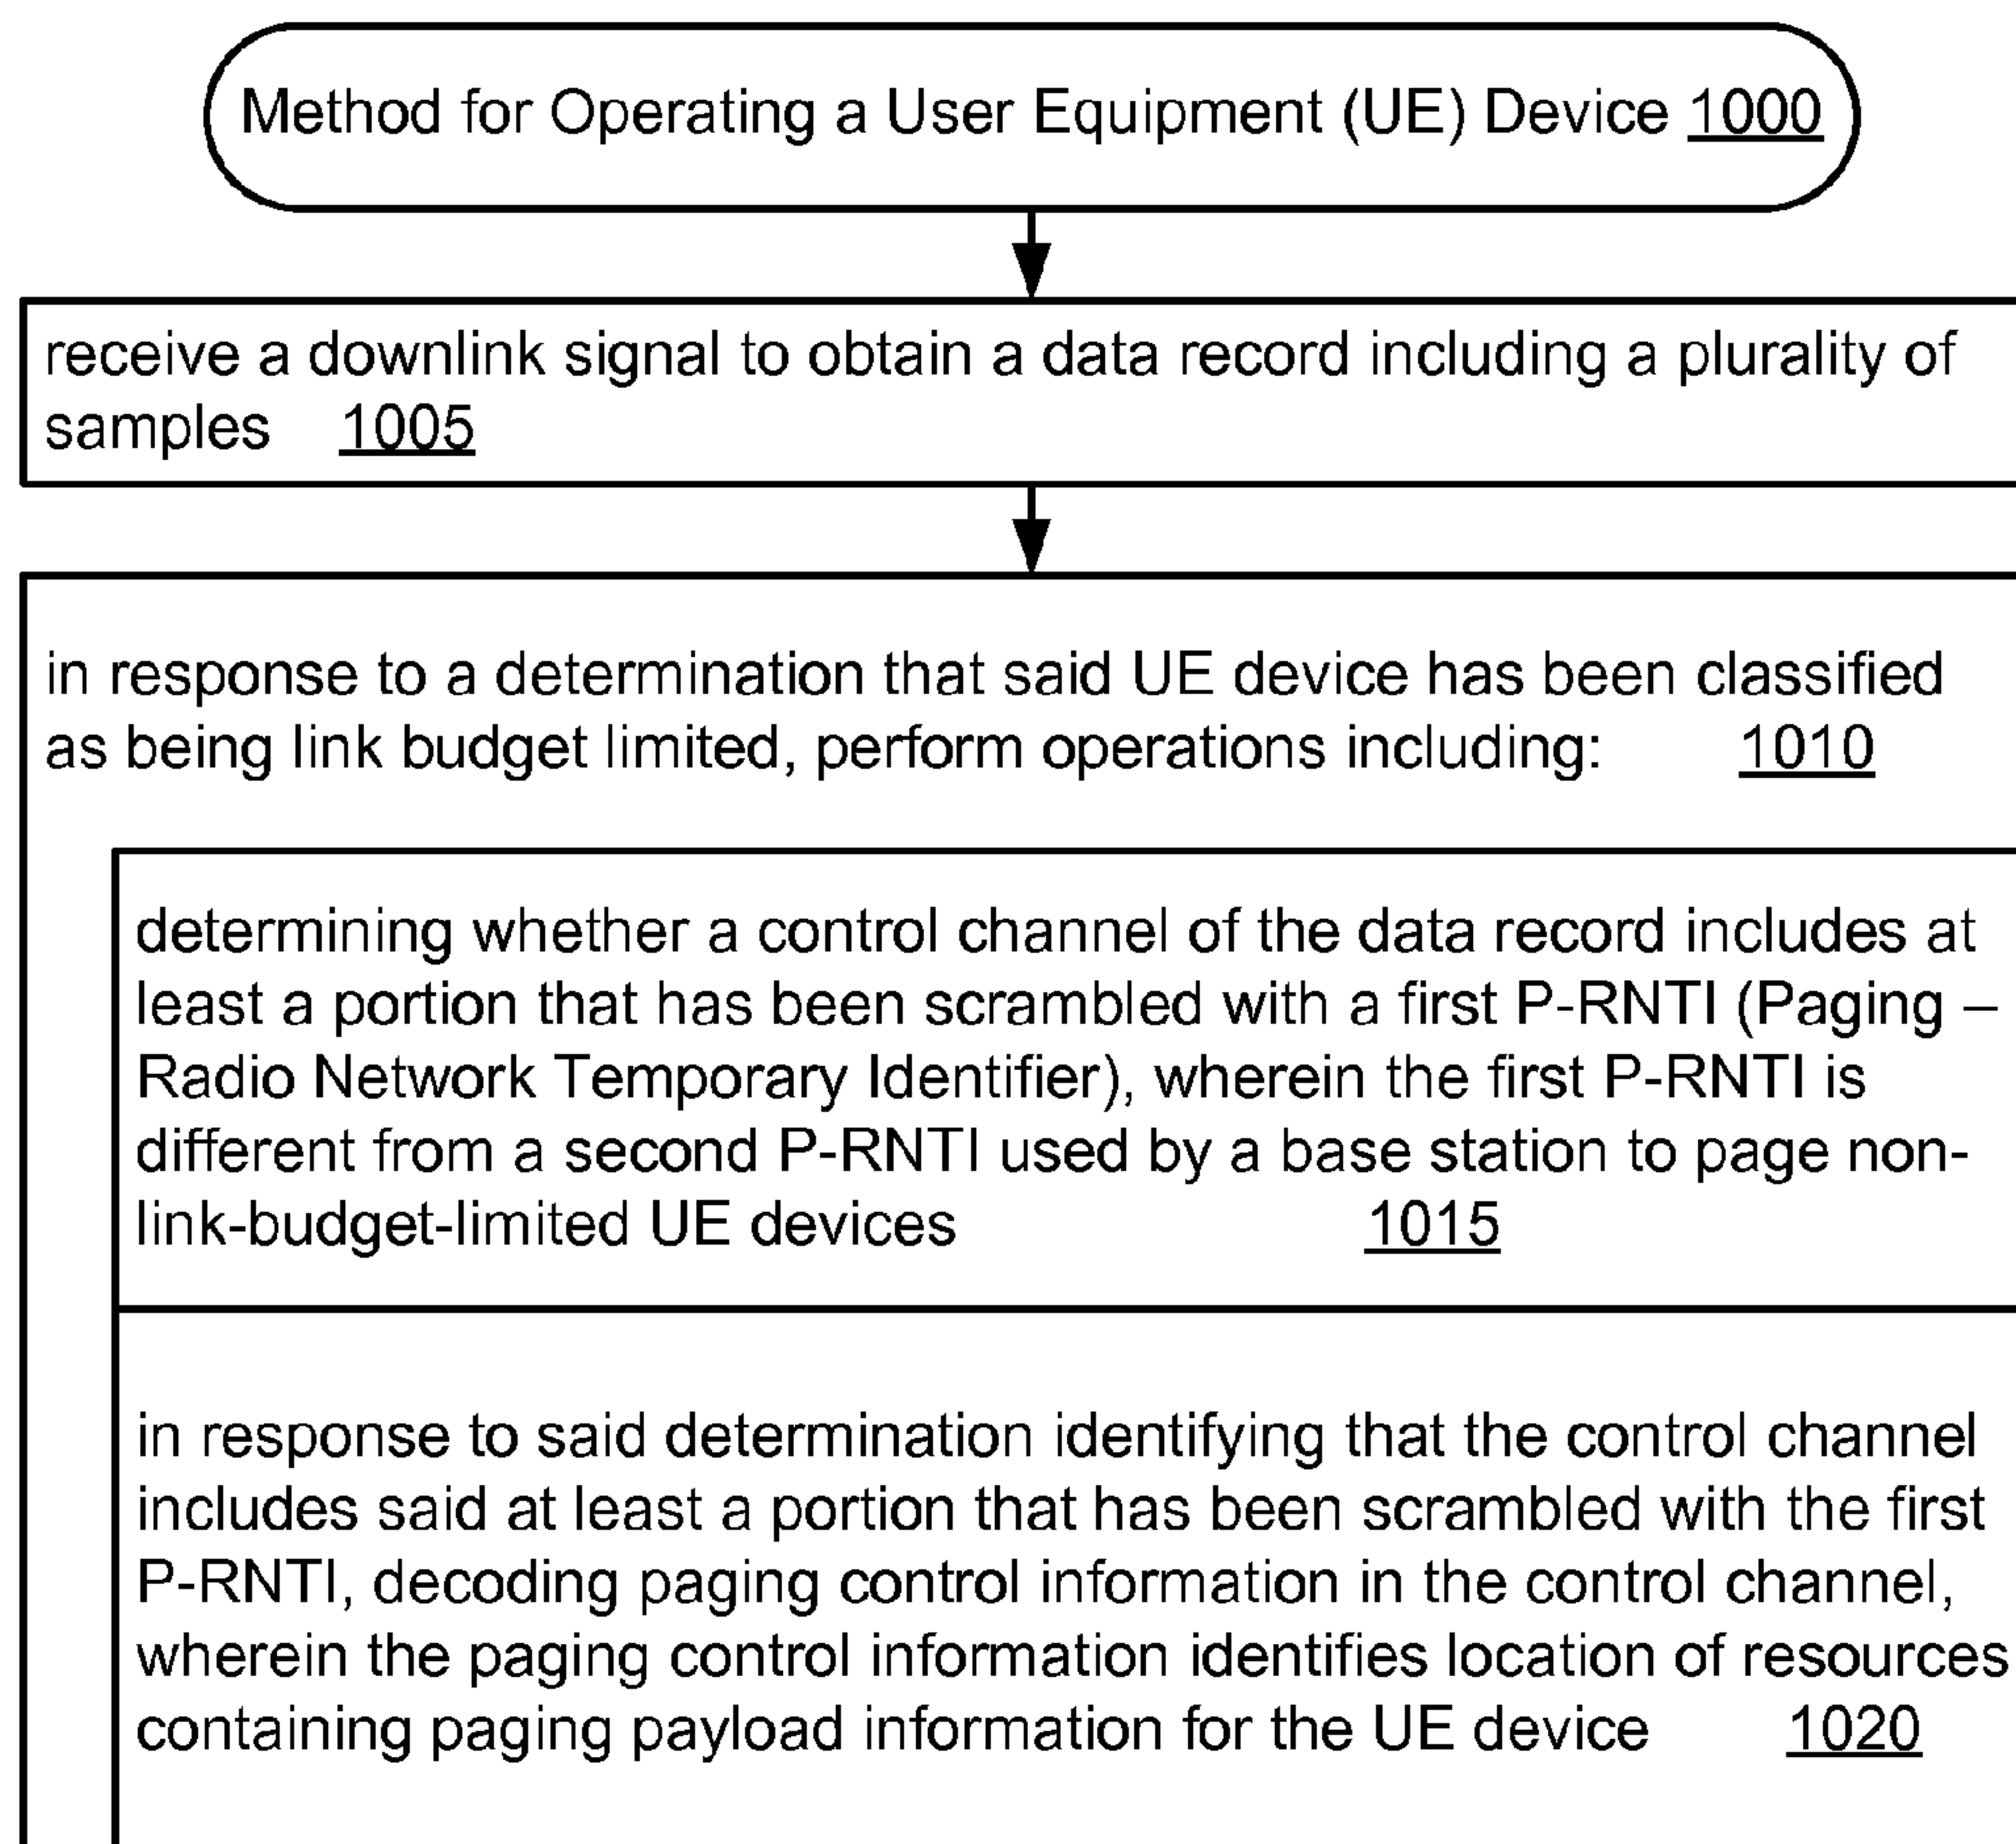 Method for Operating a User Equipment (UE) Device 1000
receive a downlink signal to obtain a data record including a plurality of
samples 1005
in response to a determination that said UE device has been classified
as being link budget limited, perform operations including: 1010
determining whether a control channel of the data record includes at
least a portion that has been scrambled with a first P-RNTI (Paging –
Radio Network Temporary Identifier), wherein the first P-RNTI is
different from a second P-RNTI used by a base station to page non-
link-budget-limited UE devices 1015
in response to said determination identifying that the control channel
includes said at least a portion that has been scrambled with the first
P-RNTI, decoding paging control information in the control channel,
wherein the paging control information identifies location of resources
containing paging payload information for the UE device 1020